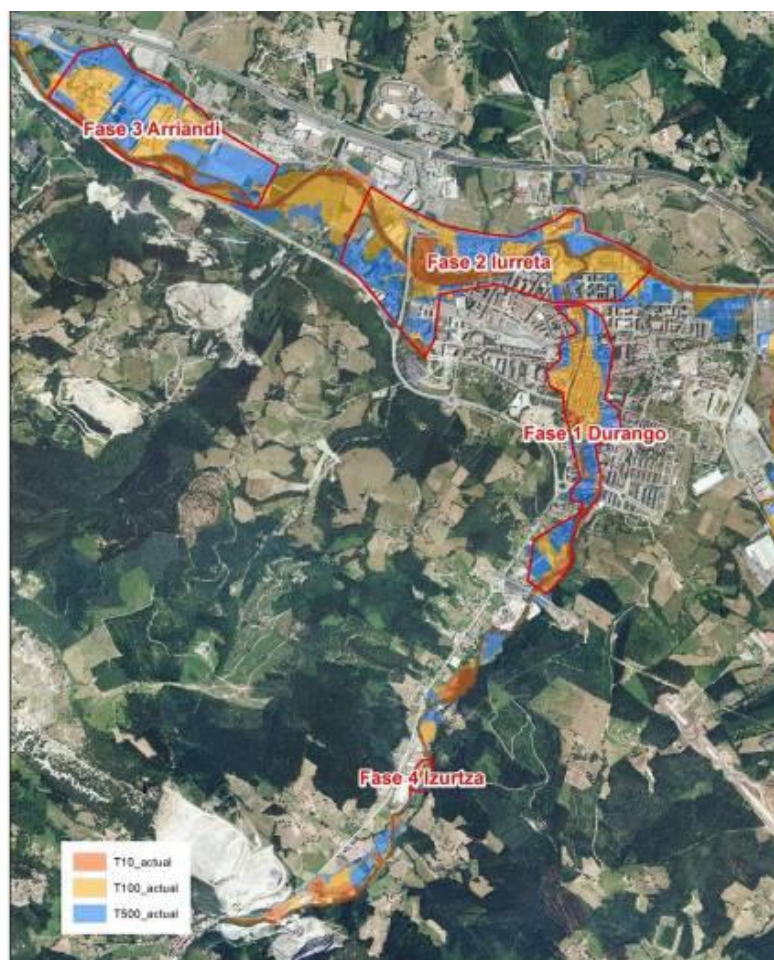 Fase 3 Arriandi
Fase 2 Iurreta
Fase 1 Durango
Fase 4 Izurtza
T10_actual
T100_actual
T500_actual